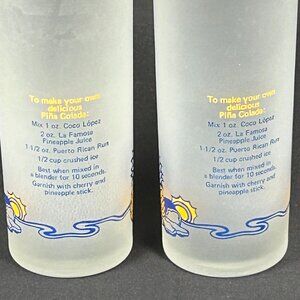 To make your own
delicious
Piña Colada:
Mix 1 oz. Coco López
2 oz. La Famosa
Pineapple Juice
1-1/2 oz. Puerto Rican Rum
1/2 cup crushed ice
Best when mixed in
a blender for 10 seconds.
Garnish with cherry and
pineapple stick.
To make your own
delicious
Piña Colada:
Mix 1 oz. Coco López
2 oz. La Famosa
Pineapple Juice
1-1/2 oz. Puerto Rican Rum
1/2 cup crushed ice
Best when mixed in
a blender for 10 seconds.
Garnish with cherry and
pineapple stick.